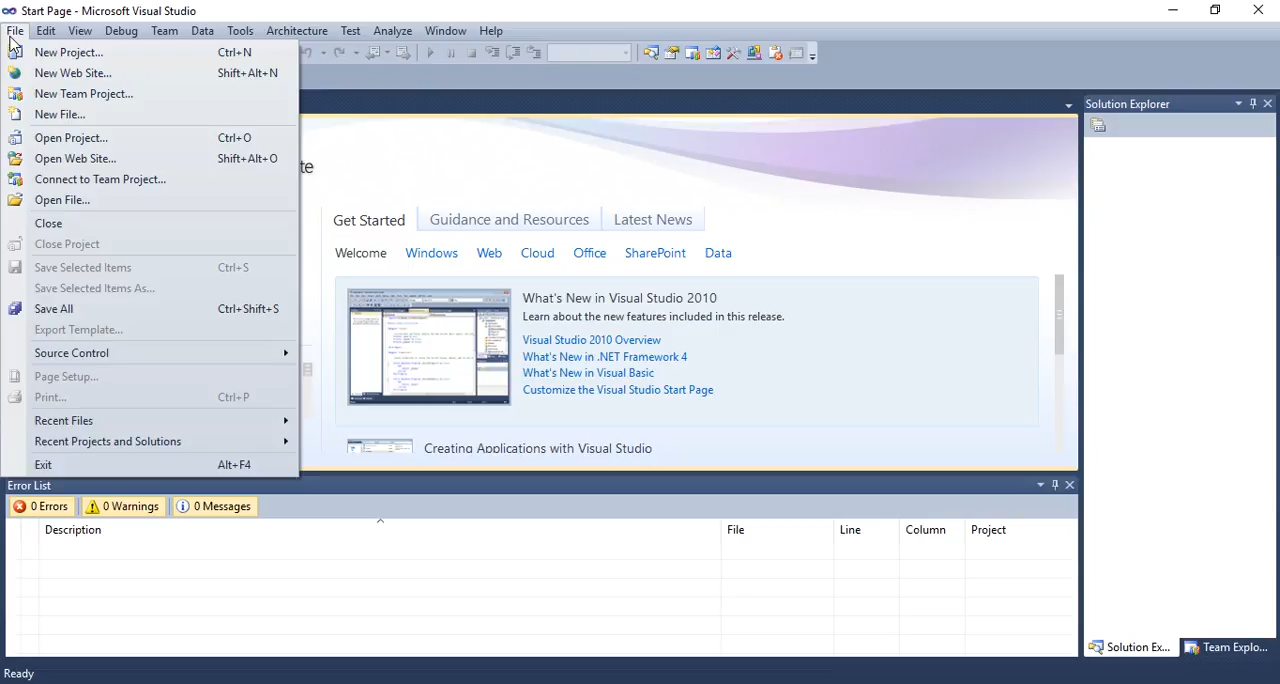 Start Page - Microsoft Visual Studio
File Edit View Debug Team Data Tools Architecture Test Analyze Window Help
New Project... Ctrl+N
New Web Site... Shift+Alt+N
New Team Project...
New File...
Open Project... Ctrl+O
Open Web Site... Shift+Alt+O
Connect to Team Project...
Open File...
Close
Close Project
Save Selected Items Ctrl+S
Save Selected Items As...
Save All Ctrl+Shift+S
Export Template...
Source Control
Page Setup...
Print... Ctrl+P
Recent Files
Recent Projects and Solutions
Exit Alt+F4
te
Get Started Guidance and Resources Latest News
Welcome Windows Web Cloud Office SharePoint Data
What's New in Visual Studio 2010
Learn about the new features included in this release.
Visual Studio 2010 Overview
What's New in .NET Framework 4
What's New in Visual Basic
Customize the Visual Studio Start Page
Creating Applications with Visual Studio
Solution Explorer
Error List
0 Errors 0 Warnings 0 Messages
Description File Line Column Project
Solution Ex... Team Explo...
Ready